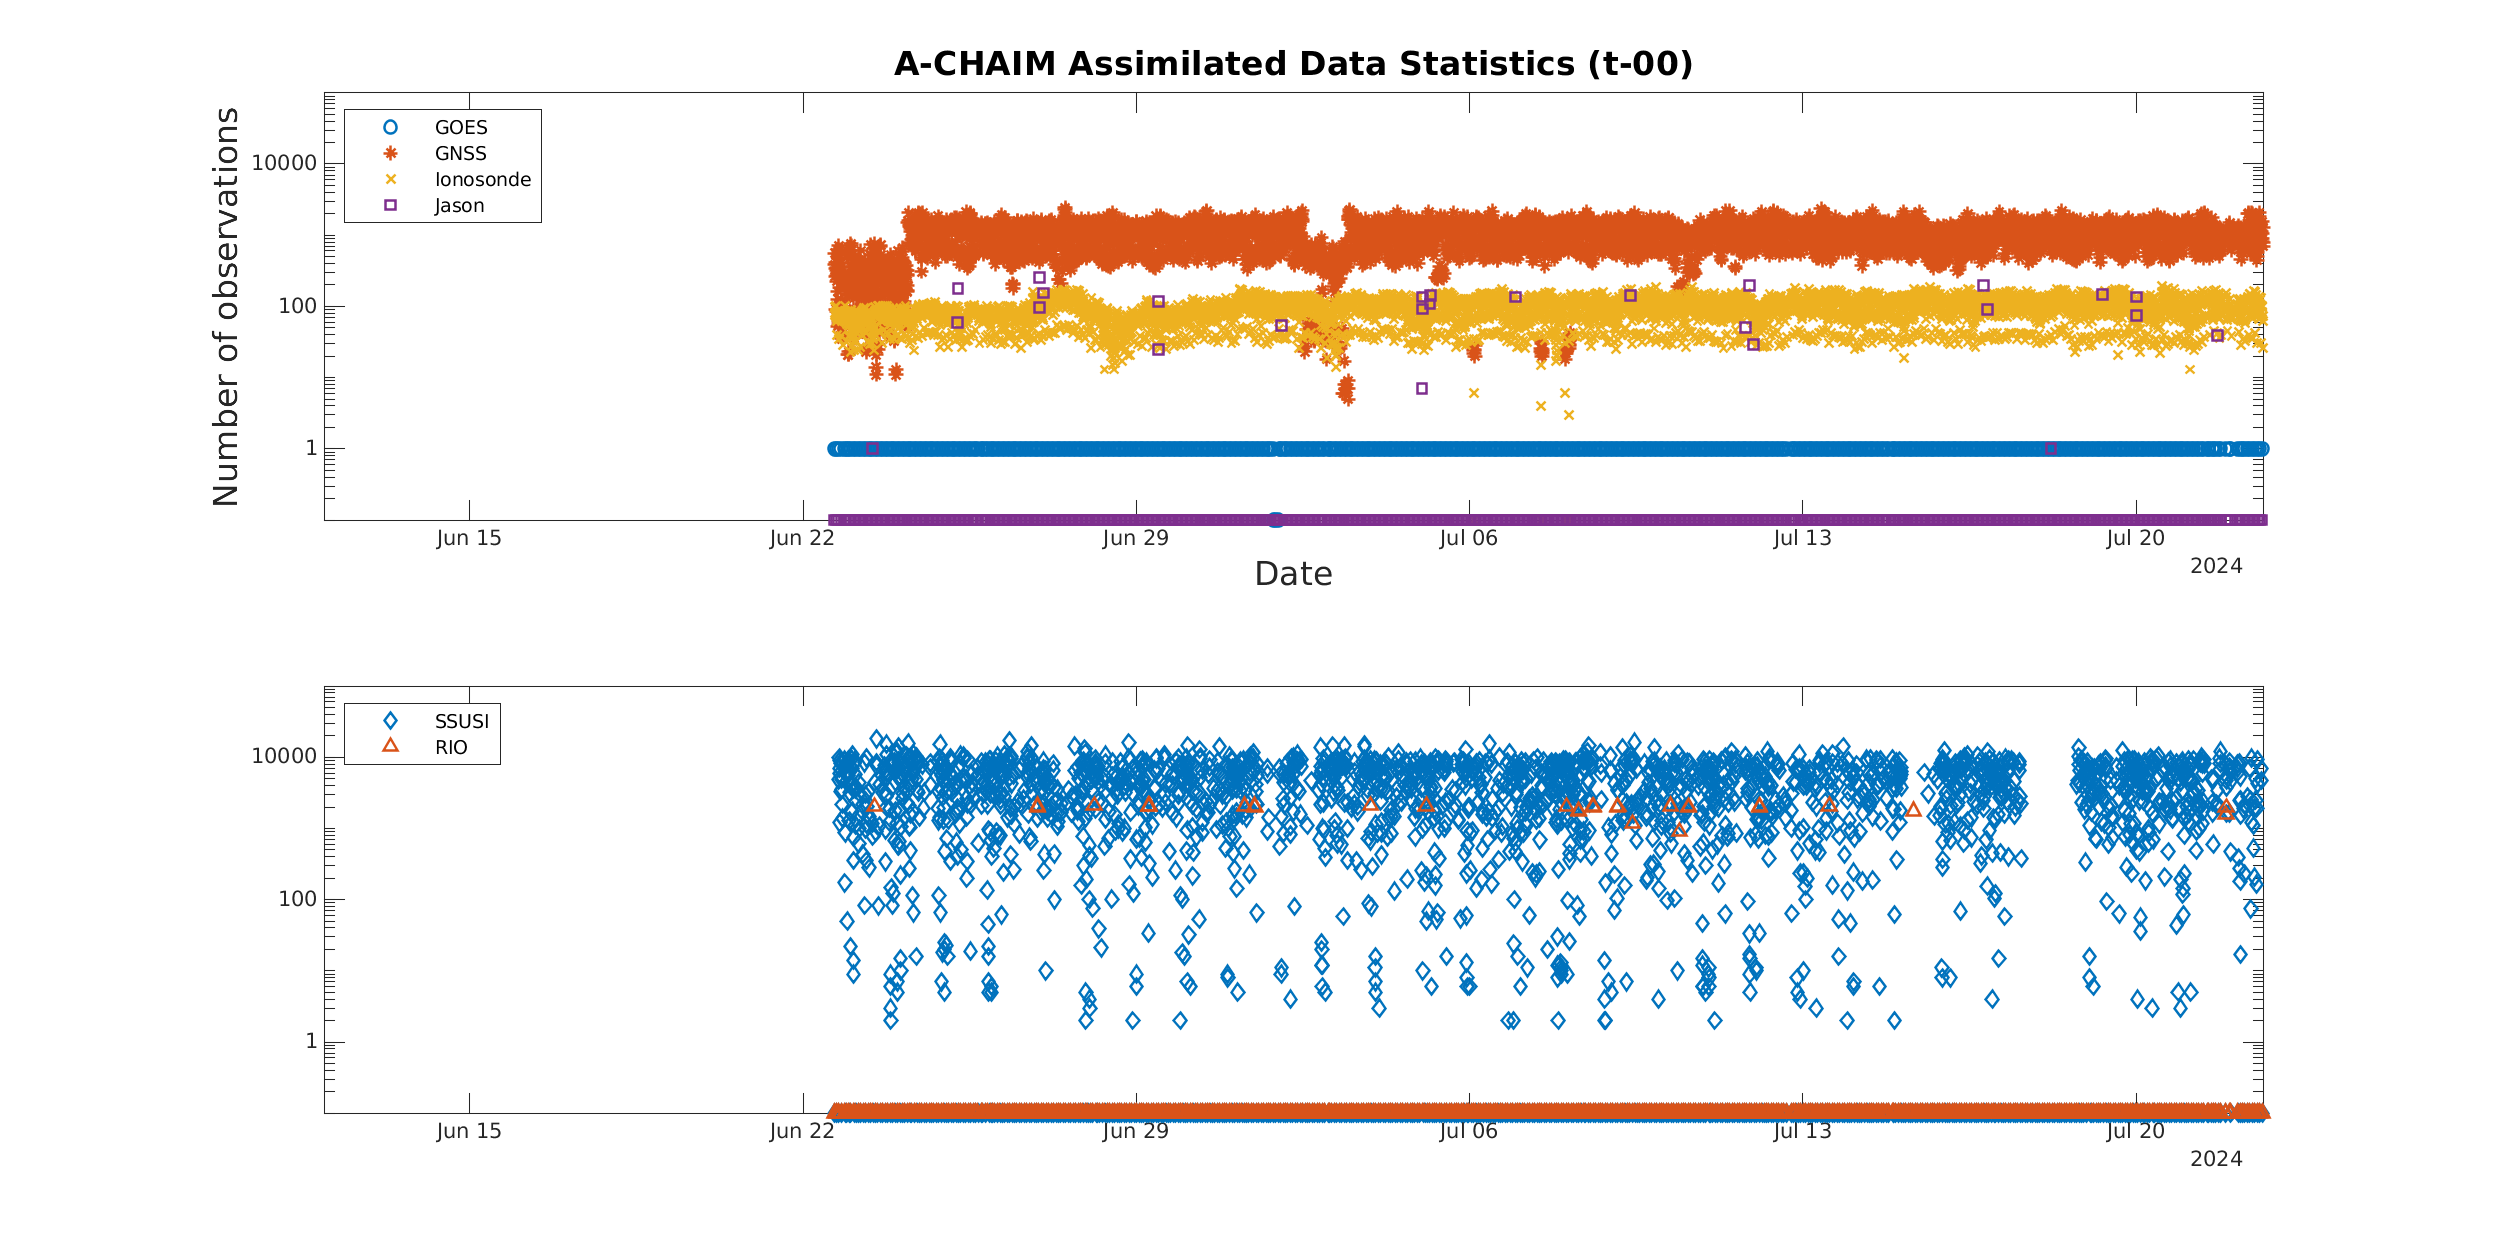 A-CHAIM Assimilated Data Statistics (t-00)
Number of observations
10000
100
1
GOES
GNSS
Ionosonde
Jason
Jun 15 Jun 22 Jun 29 Jul 06 Jul 13 Jul 20
2024
Date
10000
100
1
SSUSI
RIO
Jun 15 Jun 22 Jun 29 Jul 06 Jul 13 Jul 20
2024